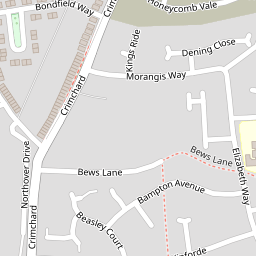 Bondfield Way
Crim
Honeycomb Vale
Kings Ride
Dening Close
Morangis Way
Crimchard
Northover Drive
Bews Lane
Elizabeth Way
Bews Lane
Bampton Avenue
Beasley Court
Crimchard